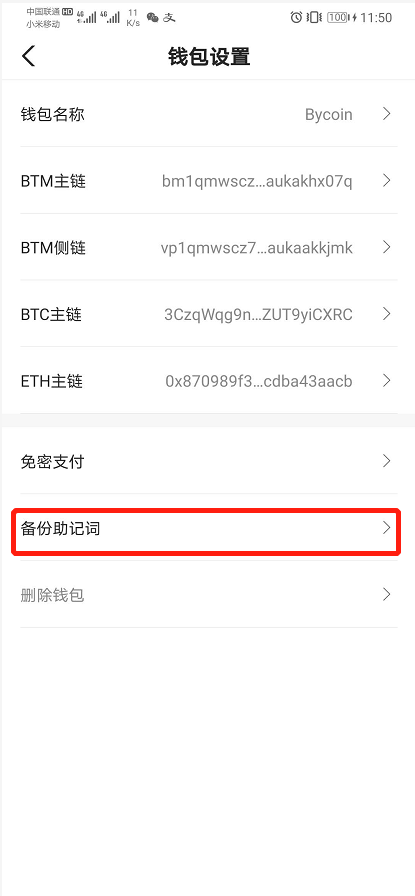 中国联通 HD 4G 4G 11 K/s 100 11:50
小米移动
钱包设置
钱包名称 Bycoin
BTM主链 bm1qmwscz...aukakhx07q
BTM侧链 vp1qmwscz7...aukaakkjmk
BTC主链 3CzqWqg9n...ZUT9yiCXRC
ETH主链 0x870989f3...cdba43aacb
免密支付
备份助记词
删除钱包